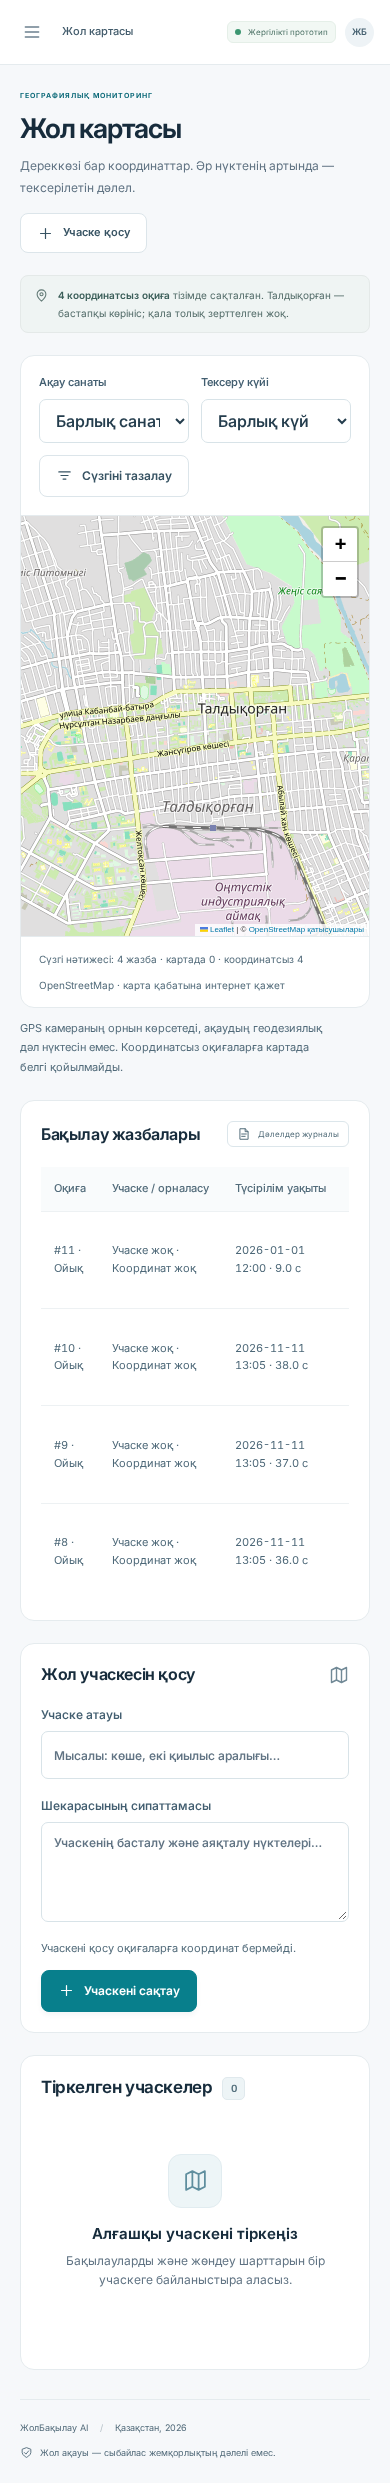 Жол картасы
Жергілікті прототип
ЖБ
ГЕОГРАФИЯЛЫҚ МОНИТОРИНГ
Жол картасы
Дереккөзі бар координаттар. Әр нүктенің артында —
тексерілетін дәлел.
Учаске қосу
4 координатсыз оқиға тізімде сақталған. Талдықорған —
бастапқы көрініс; қала толық зерттелген жоқ.
Ақау санаты
Тексеру күйі
Барлық санат
Барлық күй
Сүзгіні тазалау
+
−
міс Питомнигі
Жеңіс сая
улица Кабанбай-батыра
Нұрсұлтан Назарбаев даңғылы
Талдықорған
Жансүгіров көшесі
Қаран
Талдықорған
Абылай хан көшесі
Желтоқсан көшесі
Оңтүстік
индустриялық
аймақ
Leaflet | © OpenStreetMap қатысушылары
Сүзгі нәтижесі: 4 жазба · картада 0 · координатсыз 4
OpenStreetMap · карта қабатына интернет қажет
GPS камераның орнын көрсетеді, ақаудың геодезиялық
дәл нүктесін емес. Координатсыз оқиғаларға картада
белгі қойылмайды.
Бақылау жазбалары
Дәлелдер журналы
Оқиға Учаске / орналасу Түсірілім уақыты
#11 · Учаске жоқ · 2026-01-01
Ойық Координат жоқ 12:00 · 9.0 с
#10 · Учаске жоқ · 2026-11-11
Ойық Координат жоқ 13:05 · 38.0 с
#9 · Учаске жоқ · 2026-11-11
Ойық Координат жоқ 13:05 · 37.0 с
#8 · Учаске жоқ · 2026-11-11
Ойық Координат жоқ 13:05 · 36.0 с
Жол учаскесін қосу
Учаске атауы
Мысалы: көше, екі қиылыс аралығы...
Шекарасының сипаттамасы
Учаскенің басталу және аяқталу нүктелері...
Учаскені қосу оқиғаларға координат бермейді.
Учаскені сақтау
Тіркелген учаскелер 0
Алғашқы учаскені тіркеңіз
Бақылауларды және жөндеу шарттарын бір
учаскеге байланыстыра аласыз.
ЖолБақылау AI / Қазақстан, 2026
Жол ақауы — сыбайлас жемқорлықтың дәлелі емес.